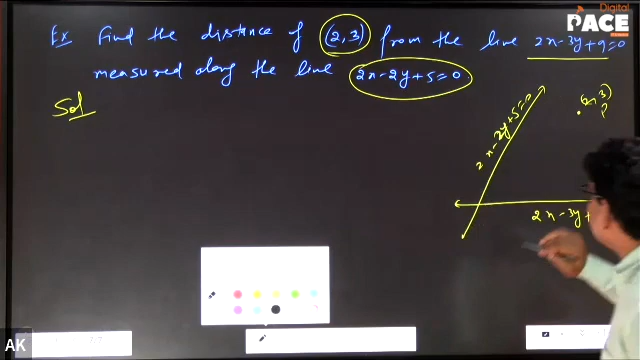 Digital
PACE
Ex Find the distance of (2,3) from the line 2x-3y+9=0
measured along the line 2x-2y+5=0
Sol
2x-2y+5=0
(2,3)
P
2x-3y+
AK